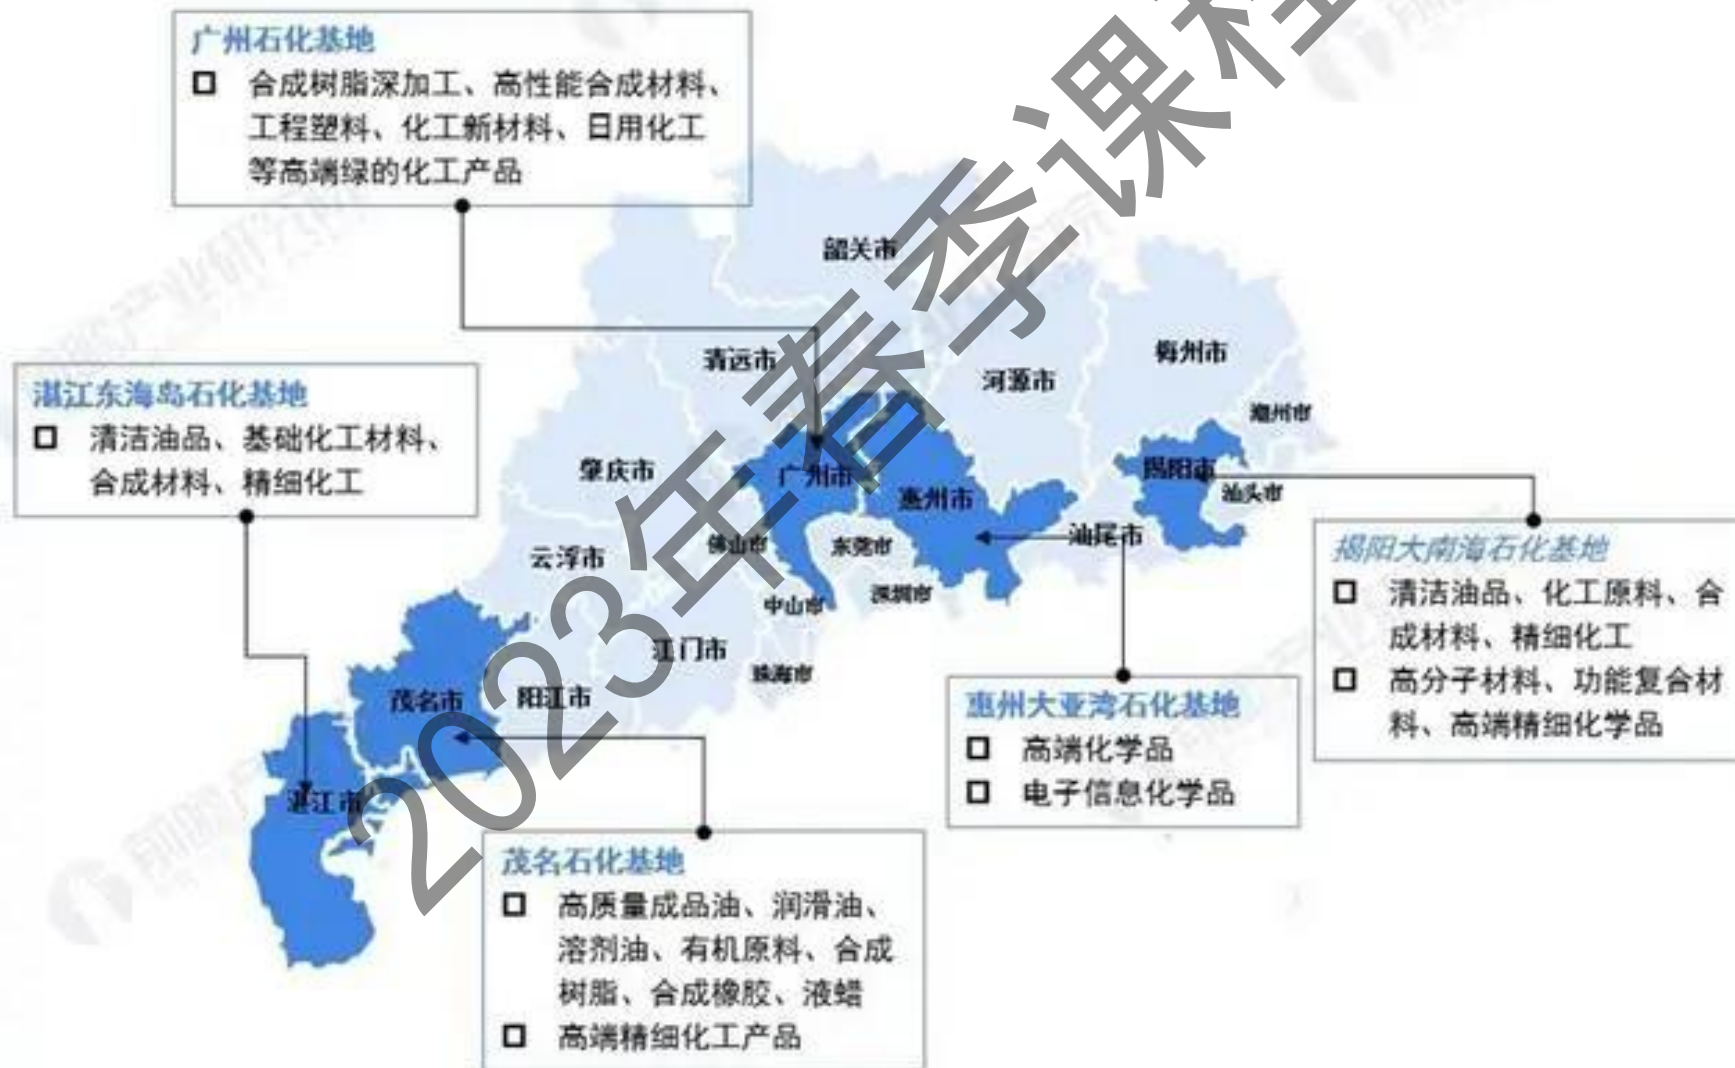 广州石化基地
合成树脂深加工、高性能合成材料、
工程塑料、化工新材料、日用化工
等高端绿的化工产品
韶关市
清远市
河源市
梅州市
潮州市
湛江东海岛石化基地
清洁油品、基础化工材料、
合成材料、精细化工
肇庆市
广州市
惠州市
揭阳市
汕头市
云浮市
佛山市
东莞市
汕尾市
中山市
深圳市
江门市
珠海市
茂名市
阳江市
湛江市
揭阳大南海石化基地
清洁油品、化工原料、合
成材料、精细化工
高分子材料、功能复合材
料、高端精细化学品
惠州大亚湾石化基地
高端化学品
电子信息化学品
茂名石化基地
高质量成品油、润滑油、
溶剂油、有机原料、合成
树脂、合成橡胶、液蜡
高端精细化工产品
2023年春季课程